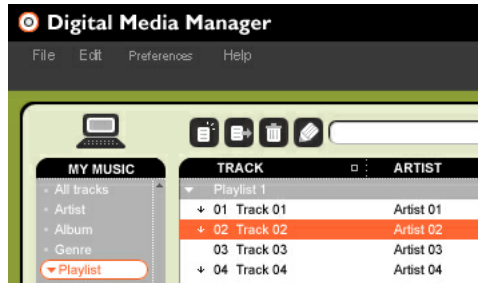 Digital Media Manager
File Edit Preferences Help
MY MUSIC TRACK ARTIST
All tracks Playlist 1
Artist 01 Track 01 Artist 01
Album 02 Track 02 Artist 02
Genre 03 Track 03 Artist 03
Playlist 04 Track 04 Artist 04